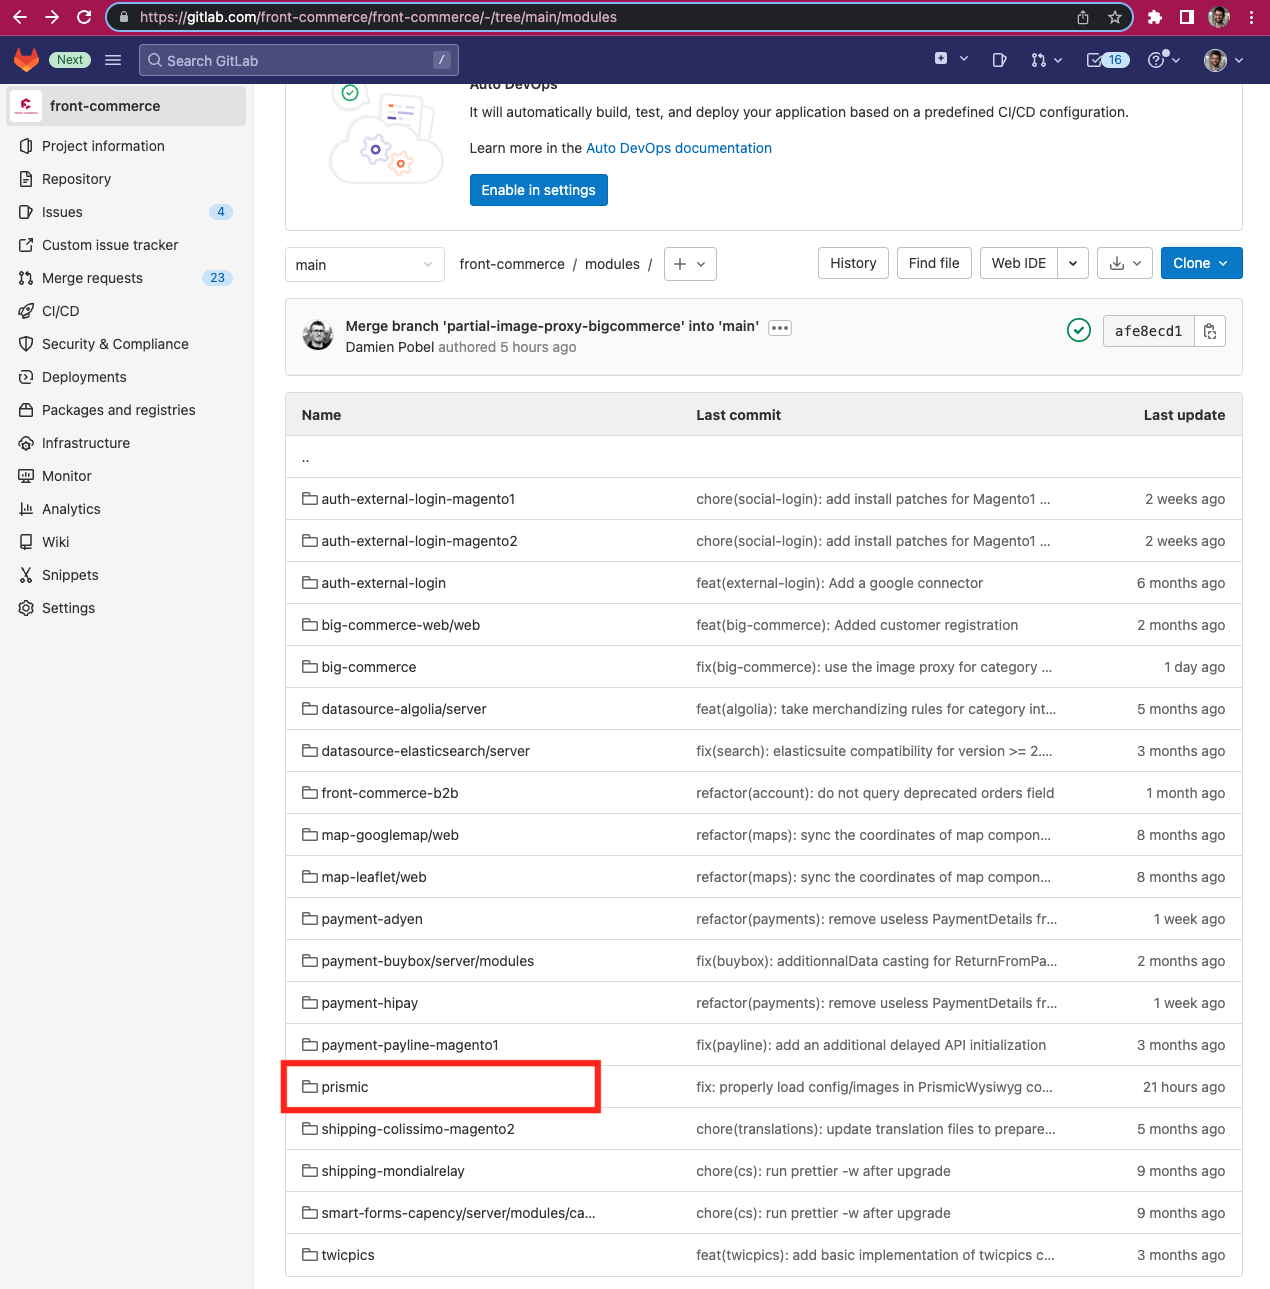 https://gitlab.com/front-commerce/front-commerce/-/tree/main/modules
Next
Search GitLab
/
16
front-commerce
Project information
Repository
Issues 4
Custom issue tracker
Merge requests 23
CI/CD
Security & Compliance
Deployments
Packages and registries
Infrastructure
Monitor
Analytics
Wiki
Snippets
Settings
Auto DevOps
It will automatically build, test, and deploy your application based on a predefined CI/CD configuration.
Learn more in the Auto DevOps documentation
Enable in settings
main
front-commerce / modules /
History
Find file
Web IDE
Clone
Merge branch 'partial-image-proxy-bigcommerce' into 'main'
Damien Pobel authored 5 hours ago
afe8ecd1
Name Last commit Last update
..
auth-external-login-magento1 chore(social-login): add install patches for Magento1 ... 2 weeks ago
auth-external-login-magento2 chore(social-login): add install patches for Magento1 ... 2 weeks ago
auth-external-login feat(external-login): Add a google connector 6 months ago
big-commerce-web/web feat(big-commerce): Added customer registration 2 months ago
big-commerce fix(big-commerce): use the image proxy for category ... 1 day ago
datasource-algolia/server feat(algolia): take merchandizing rules for category int... 5 months ago
datasource-elasticsearch/server fix(search): elasticsuite compatibility for version >= 2.... 3 months ago
front-commerce-b2b refactor(account): do not query deprecated orders field 1 month ago
map-googlemap/web refactor(maps): sync the coordinates of map compon... 8 months ago
map-leaflet/web refactor(maps): sync the coordinates of map compon... 8 months ago
payment-adyen refactor(payments): remove useless PaymentDetails fr... 1 week ago
payment-buybox/server/modules fix(buybox): additionnalData casting for ReturnFromPa... 2 months ago
payment-hipay refactor(payments): remove useless PaymentDetails fr... 1 week ago
payment-payline-magento1 fix(payline): add an additional delayed API initialization 3 months ago
prismic fix: properly load config/images in PrismicWysiwyg co... 21 hours ago
shipping-colissimo-magento2 chore(translations): update translation files to prepare... 5 months ago
shipping-mondialrelay chore(cs): run prettier -w after upgrade 9 months ago
smart-forms-capency/server/modules/ca... chore(cs): run prettier -w after upgrade 9 months ago
twicpics feat(twicpics): add basic implementation of twicpics c... 3 months ago